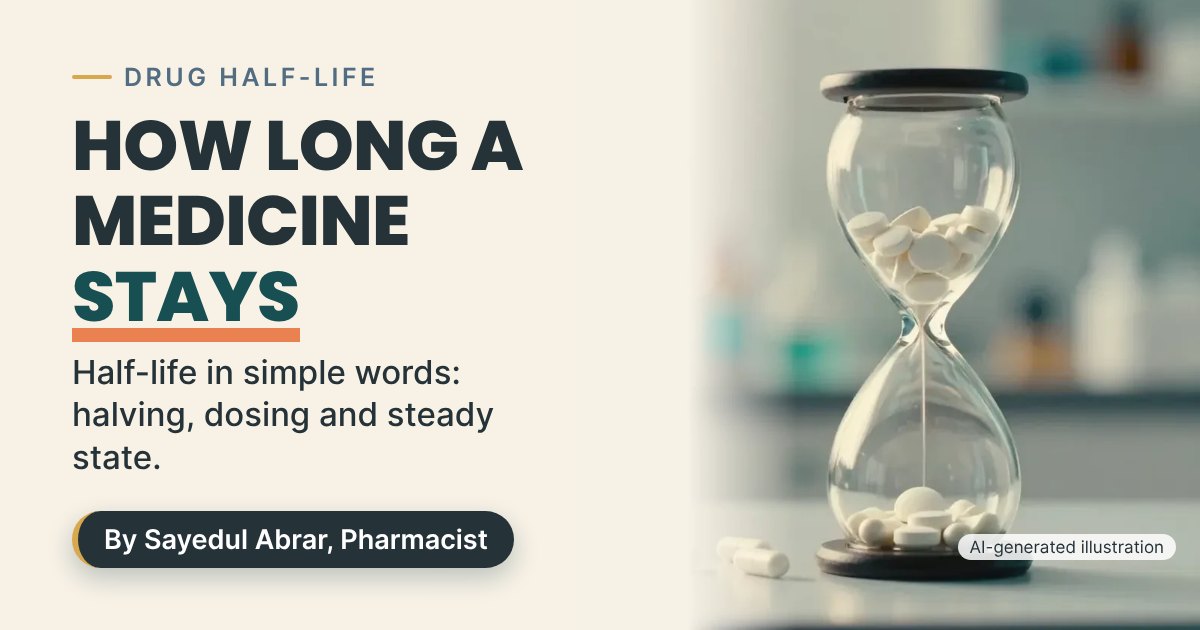 DRUG HALF-LIFE
HOW LONG A
MEDICINE
STAYS
Half-life in simple words:
halving, dosing and steady
state.
By Sayedul Abrar, Pharmacist
AI-generated illustration